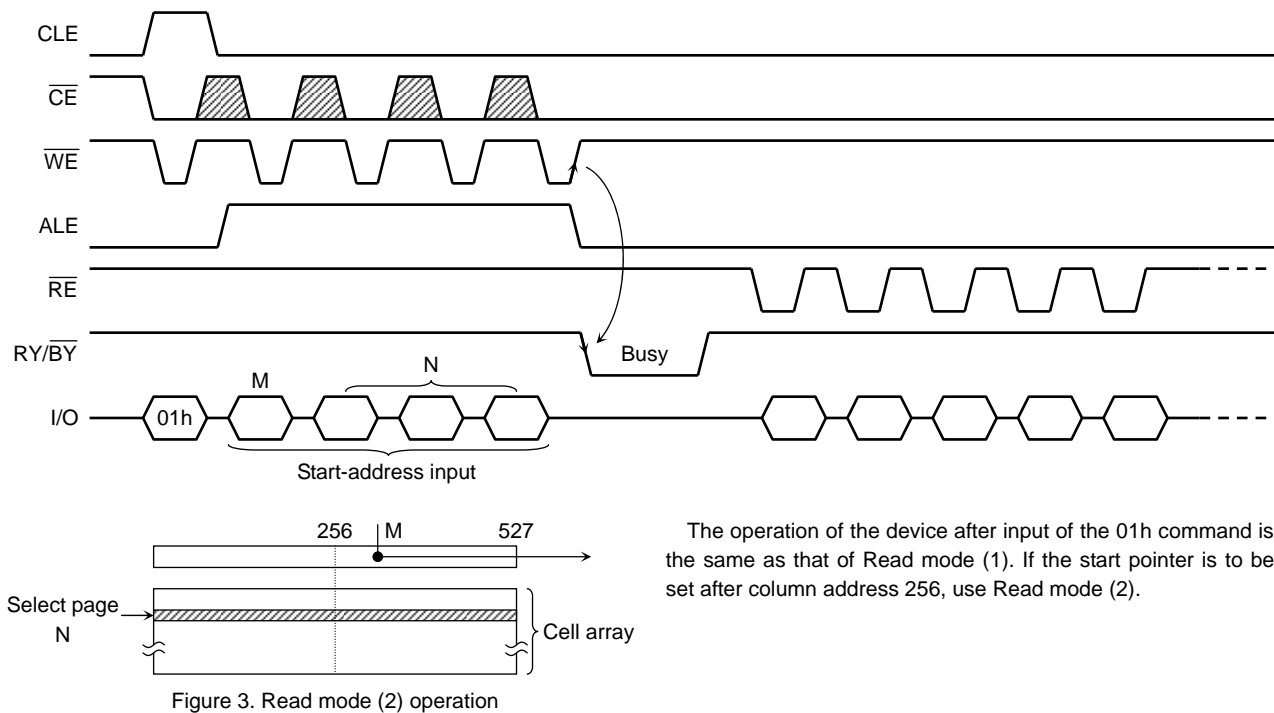 CLE
CE
WE
ALE
RE
RY/BY
Busy
M
N
I/O
01h
Start-address input
256
M
527
Select page
N
Cell array
Figure 3. Read mode (2) operation
The operation of the device after input of the 01h command is
the same as that of Read mode (1). If the start pointer is to be
set after column address 256, use Read mode (2).